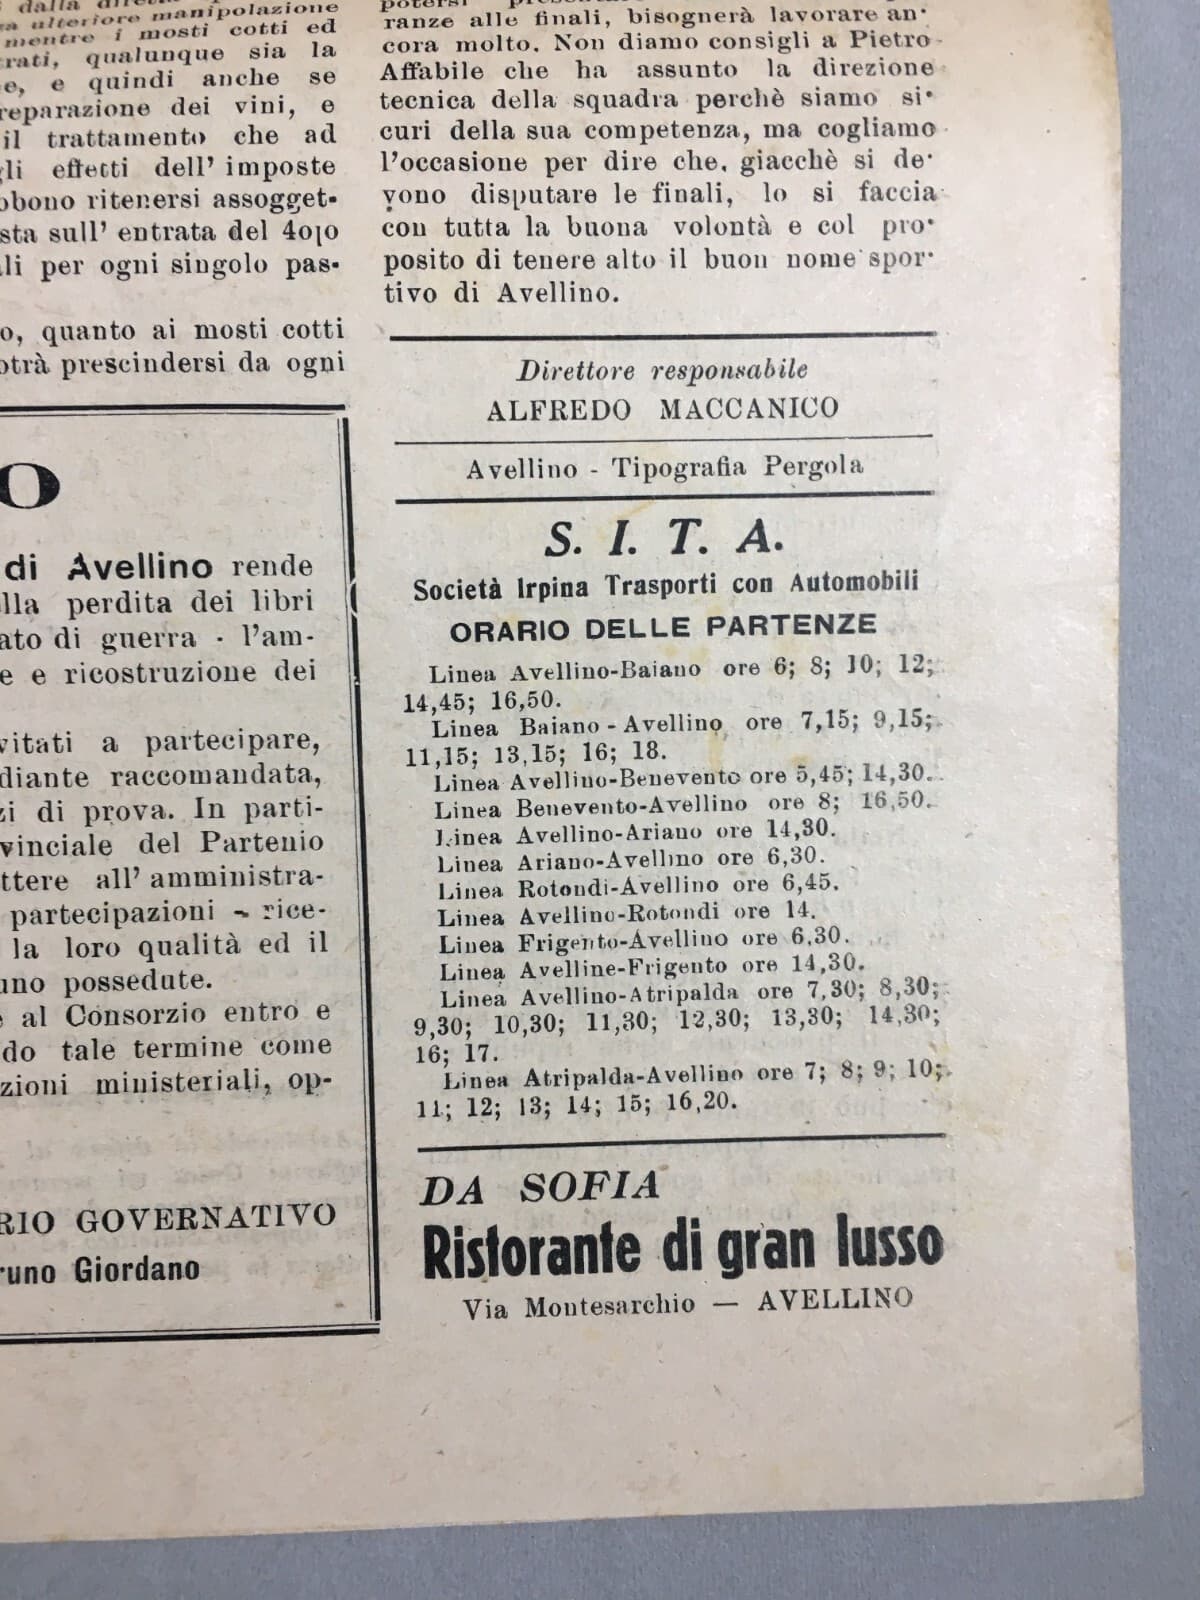 dalla
ulteriore manipolazione
mentre i mosti cotti ed
rati, qualunque sia la
e, e quindi anche se
reparazione dei vini, e
il trattamento che ad
gli effetti dell' imposte
bbono ritenersi assogget-
sta sull' entrata del 4o|o
li per ogni singolo pas-
o, quanto ai mosti cotti
otrà prescindersi da ogni
O
di Avellino rende
lla perdita dei libri
ato di guerra - l'am-
e e ricostruzione dei
vitati a partecipare,
diante raccomandata,
zi di prova. In parti-
vinciale del Partenio
ttere all' amministra-
partecipazioni - rice-
la loro qualità ed il
uno possedute.
e al Consorzio entro e
do tale termine come
zioni ministeriali, op-
RIO GOVERNATIVO
runo Giordano
ranze alle finali, bisognerà lavorare an-
cora molto. Non diamo consigli a Pietro
Affabile che ha assunto la direzione
tecnica della squadra perchè siamo si-
curi della sua competenza, ma cogliamo
l'occasione per dire che, giacchè si de-
vono disputare le finali, lo si faccia
con tutta la buona volontà e col pro-
posito di tenere alto il buon nome spor-
tivo di Avellino.
Direttore responsabile
ALFREDO MACCANICO
Avellino - Tipografia Pergola
S. I. T. A.
Società Irpina Trasporti con Automobili
ORARIO DELLE PARTENZE
Linea Avellino-Baiano ore 6; 8; 10; 12;
14,45; 16,50.
Linea Baiano - Avellino ore 7,15; 9,15;
11,15; 13,15; 16; 18.
Linea Avellino-Benevento ore 5,45; 14,30.
Linea Benevento-Avellino ore 8; 16,50.
Linea Avellino-Ariano ore 14,30.
Linea Ariano-Avellino ore 6,30.
Linea Rotondi-Avellino ore 6,45.
Linea Avellino-Rotondi ore 14.
Linea Frigento-Avellino ore 6,30.
Linea Avelline-Frigento ore 14,30.
Linea Avellino-Atripalda ore 7,30; 8,30;
9,30; 10,30; 11,30; 12,30; 13,30; 14,30;
16; 17.
Linea Atripalda-Avellino ore 7; 8; 9; 10;
11; 12; 13; 14; 15; 16,20.
DA SOFIA
Ristorante di gran lusso
Via Montesarchio — AVELLINO